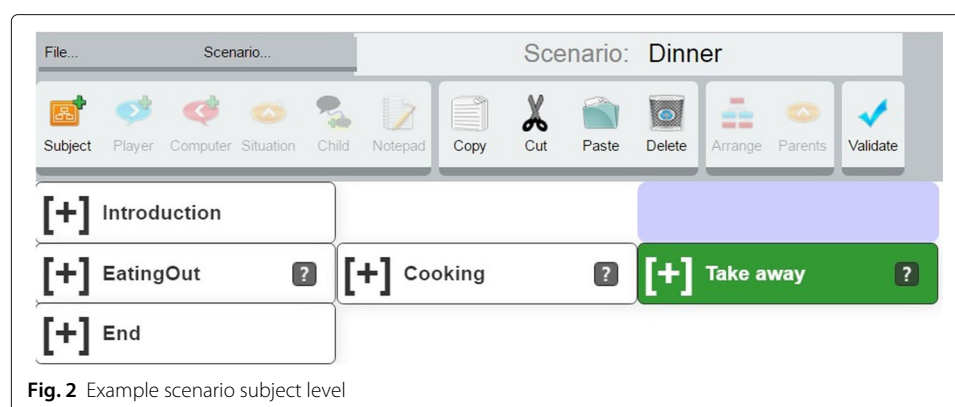 File... Scenario... Scenario: Dinner
Subject Player Computer Situation Child Notepad Copy Cut Paste Delete Arrange Parents Validate
[+] Introduction
[+] EatingOut ? [+] Cooking ? [+] Take away ?
[+] End
Fig. 2 Example scenario subject level